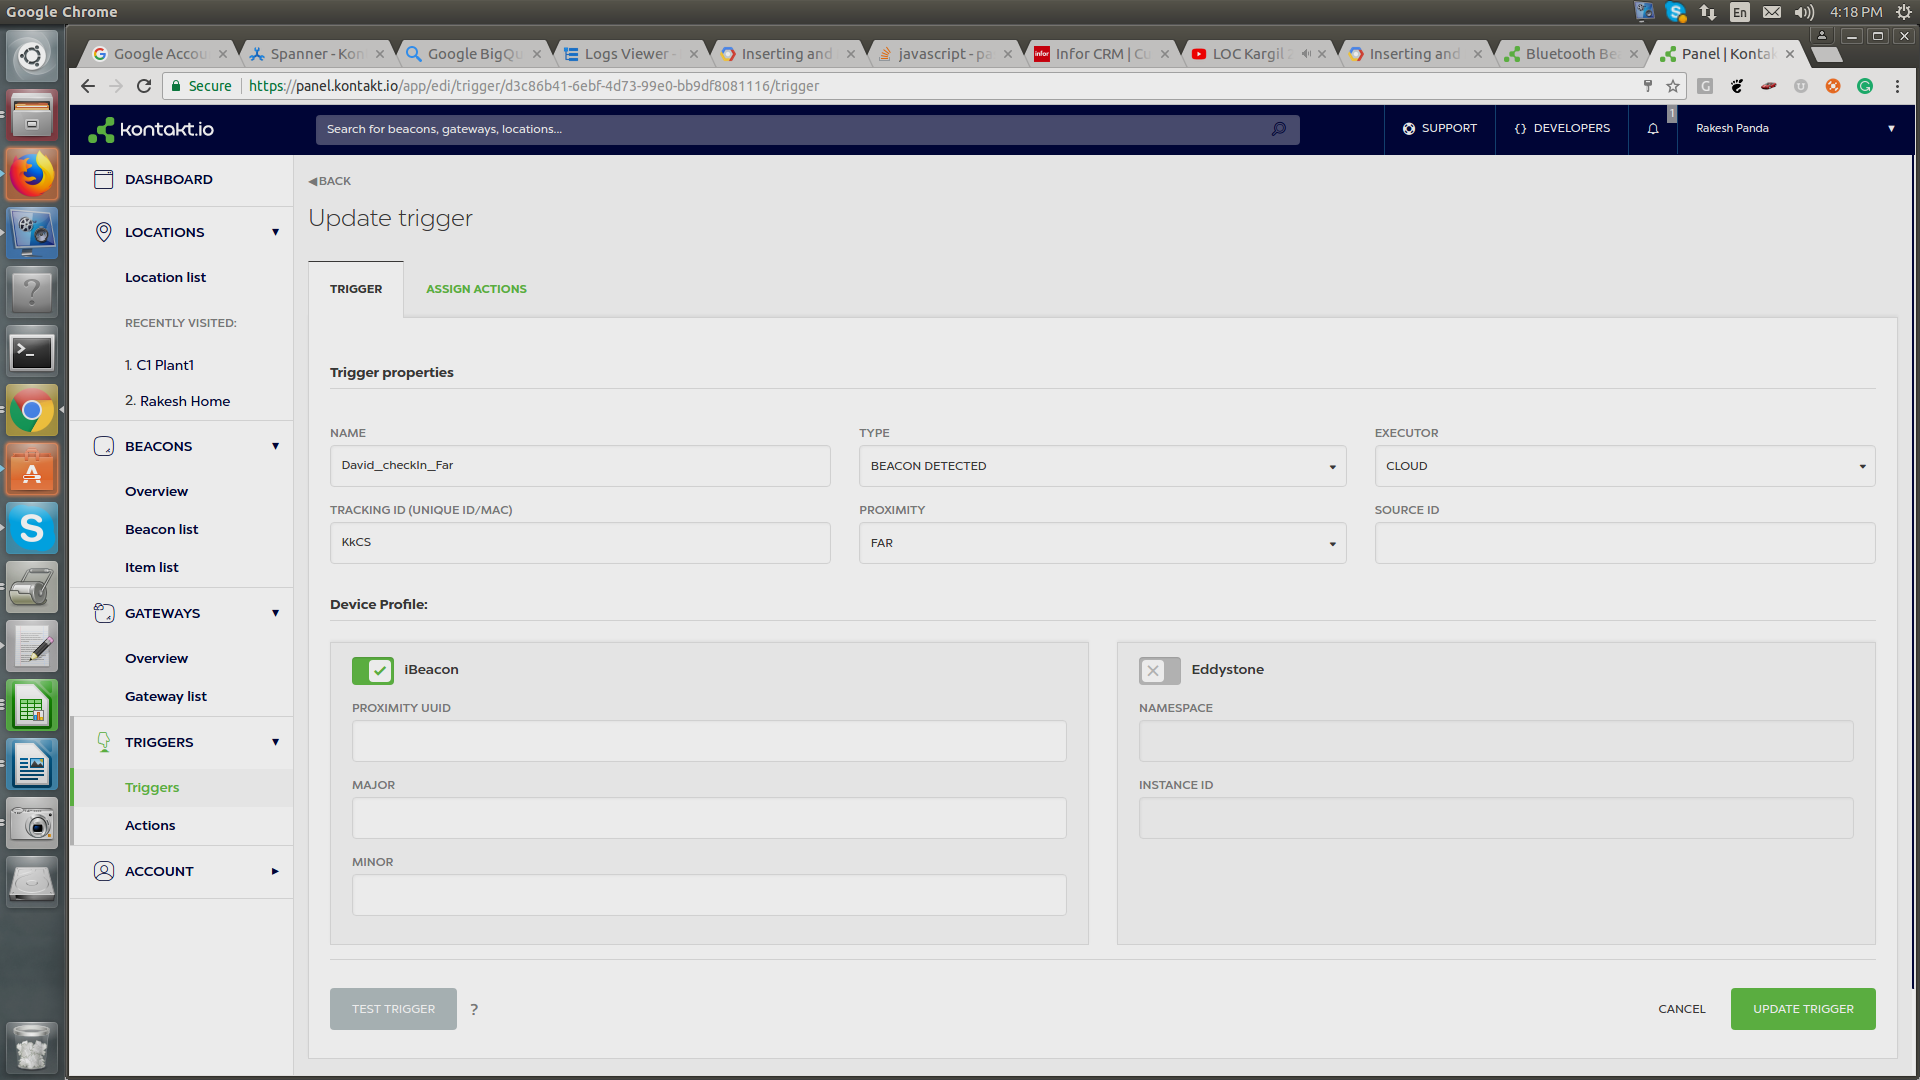 Google Chrome
En
4:18 PM
Google Accou
Spanner - Kon
Google BigQu
Logs Viewer -
Inserting and
javascript - pa
Infor CRM | Cu
LOC Kargil 2
Inserting and
Bluetooth Be
Panel | Kontak
Secure
https://panel.kontakt.io/app/edi/trigger/d3c86b41-6ebf-4d73-99e0-bb9df8081116/trigger
kontakt.io
Search for beacons, gateways, locations...
SUPPORT
{} DEVELOPERS
1
Rakesh Panda
DASHBOARD
LOCATIONS
Location list
RECENTLY VISITED:
1. C1 Plant1
2. Rakesh Home
BEACONS
Overview
Beacon list
Item list
GATEWAYS
Overview
Gateway list
TRIGGERS
Triggers
Actions
ACCOUNT
BACK
Update trigger
TRIGGER
ASSIGN ACTIONS
Trigger properties
NAME
David_checkIn_Far
TYPE
BEACON DETECTED
EXECUTOR
CLOUD
TRACKING ID (UNIQUE ID/MAC)
KkCS
PROXIMITY
FAR
SOURCE ID
Device Profile:
iBeacon
PROXIMITY UUID
MAJOR
MINOR
Eddystone
NAMESPACE
INSTANCE ID
TEST TRIGGER
?
CANCEL
UPDATE TRIGGER